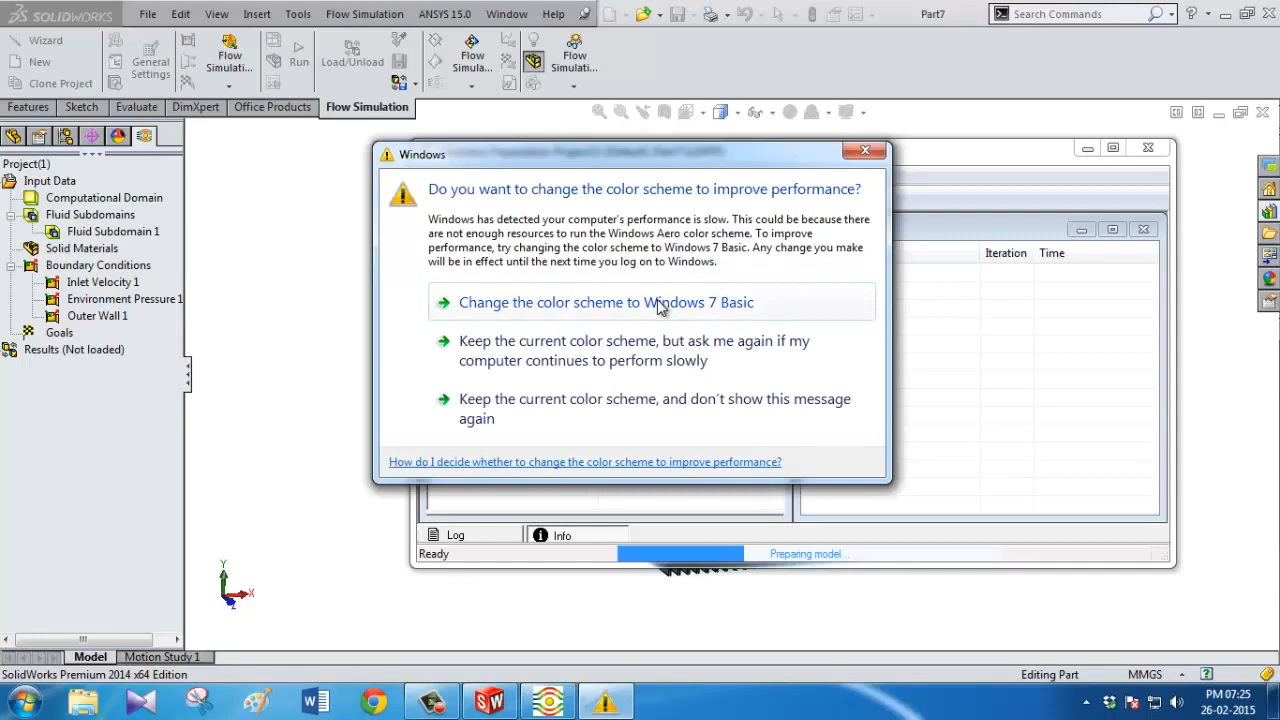 SOLIDWORKS File Edit View Insert Tools Flow Simulation ANSYS 15.0 Window Help Part7 Search Commands
Wizard
New
Clone Project
General
Settings
Flow
Simulati...
Run
Load/Unload
Flow
Simula...
Flow
Simulati...
Features Sketch Evaluate DimXpert Office Products Flow Simulation
Project(1)
Input Data
Computational Domain
Fluid Subdomains
Fluid Subdomain 1
Solid Materials
Boundary Conditions
Inlet Velocity 1
Environment Pressure 1
Outer Wall 1
Goals
Results (Not loaded)
Windows
Do you want to change the color scheme to improve performance?
Windows has detected your computer's performance is slow. This could be because there
are not enough resources to run the Windows Aero color scheme. To improve
performance, try changing the color scheme to Windows 7 Basic. Any change you make
will be in effect until the next time you log on to Windows.
Change the color scheme to Windows 7 Basic
Keep the current color scheme, but ask me again if my
computer continues to perform slowly
Keep the current color scheme, and don't show this message
again
How do I decide whether to change the color scheme to improve performance?
Iteration Time
Log Info
Ready Preparing model...
Y
X
Z
Model Motion Study 1
SolidWorks Premium 2014 x64 Edition Editing Part MMGS
PM 07:25
26-02-2015